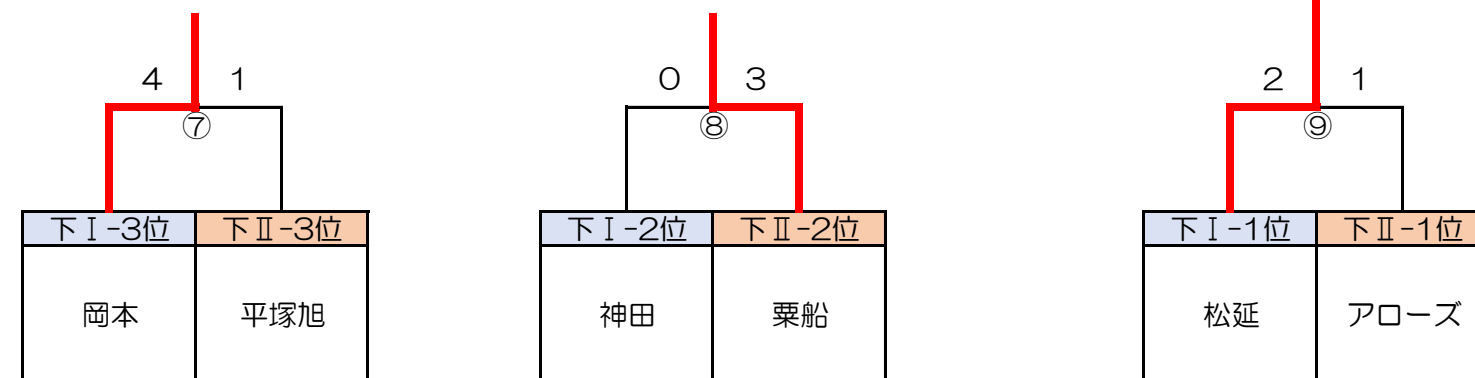 4 1
⑦
下Ⅰ-3位 下Ⅱ-3位
岡本 平塚旭
0 3
⑧
下Ⅰ-2位 下Ⅱ-2位
神田 粟船
2 1
⑨
下Ⅰ-1位 下Ⅱ-1位
松延 アローズ